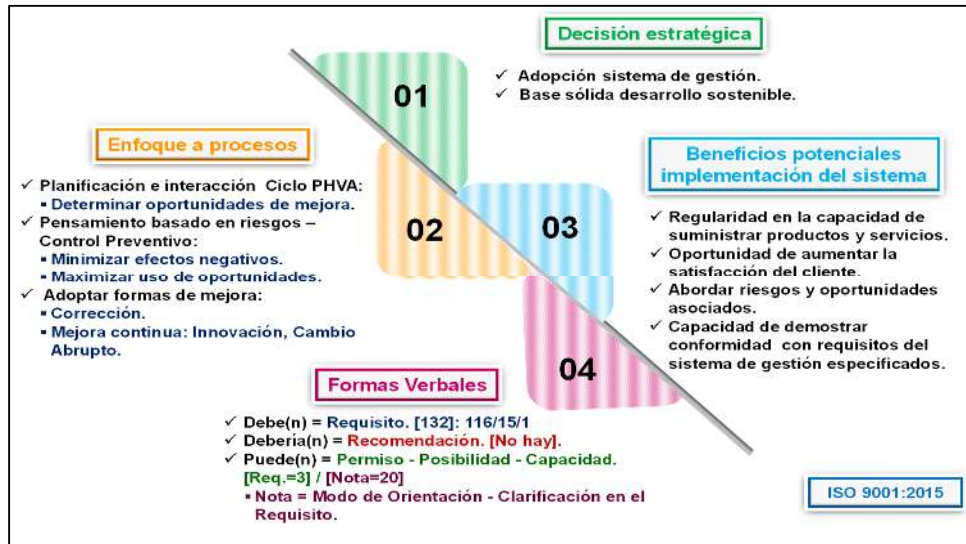 Decisión estratégica
✓ Adopción sistema de gestión.
✓ Base sólida desarrollo sostenible.
01
Enfoque a procesos
✓ Planificación e interacción Ciclo PHVA:
▪ Determinar oportunidades de mejora.
✓ Pensamiento basado en riesgos –
Control Preventivo:
▪ Minimizar efectos negativos.
▪ Maximizar uso de oportunidades.
✓ Adoptar formas de mejora:
▪ Corrección.
▪ Mejora continua: Innovación, Cambio
Abrupto.
02
03
Beneficios potenciales
implementación del sistema
✓ Regularidad en la capacidad de
suministrar productos y servicios.
✓ Oportunidad de aumentar la
satisfacción del cliente.
✓ Abordar riesgos y oportunidades
asociados.
✓ Capacidad de demostrar
conformidad con requisitos del
sistema de gestión especificados.
04
Formas Verbales
✓ Debe(n) = Requisito. [132]: 116/15/1
✓ Debería(n) = Recomendación. [No hay].
✓ Puede(n) = Permiso - Posibilidad - Capacidad.
[Req.=3] / [Nota=20]
▪ Nota = Modo de Orientación - Clarificación en el
Requisito.
ISO 9001:2015